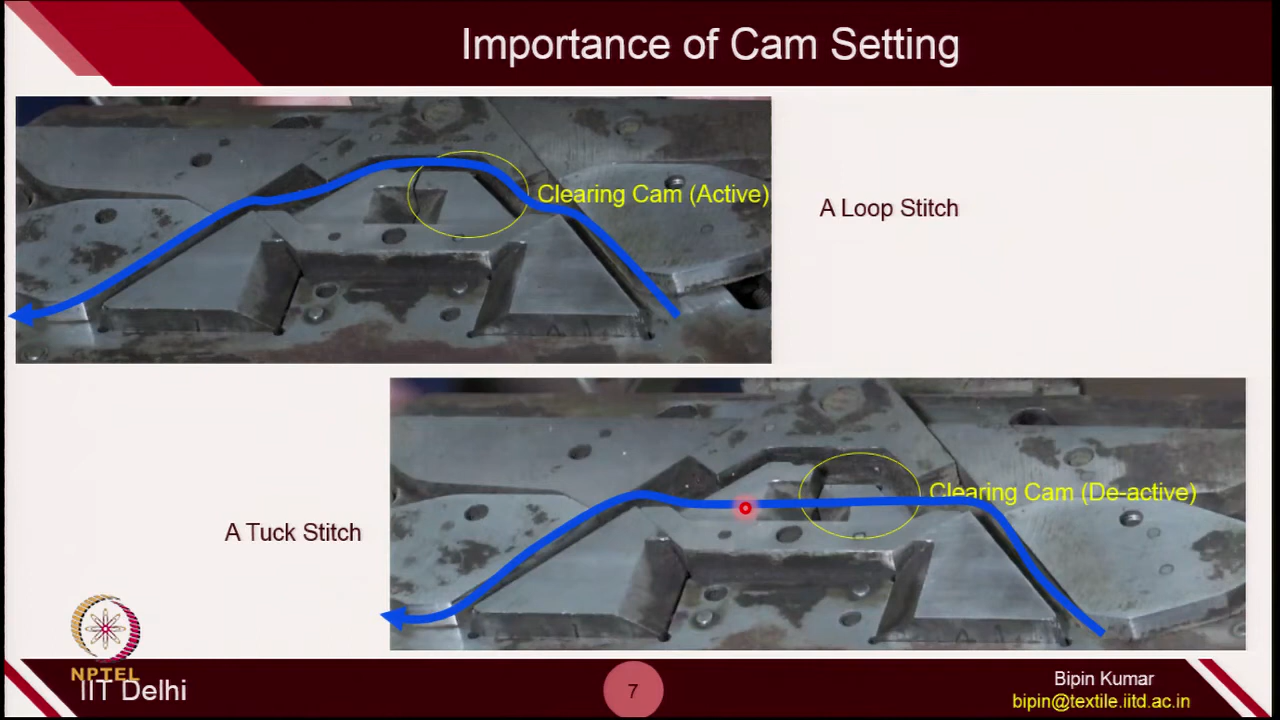 Importance of Cam Setting
Clearing Cam (Active)
A Loop Stitch
Clearing Cam (De-active)
A Tuck Stitch
NPTEL
IIT Delhi
7
Bipin Kumar
bipin@textile.iitd.ac.in